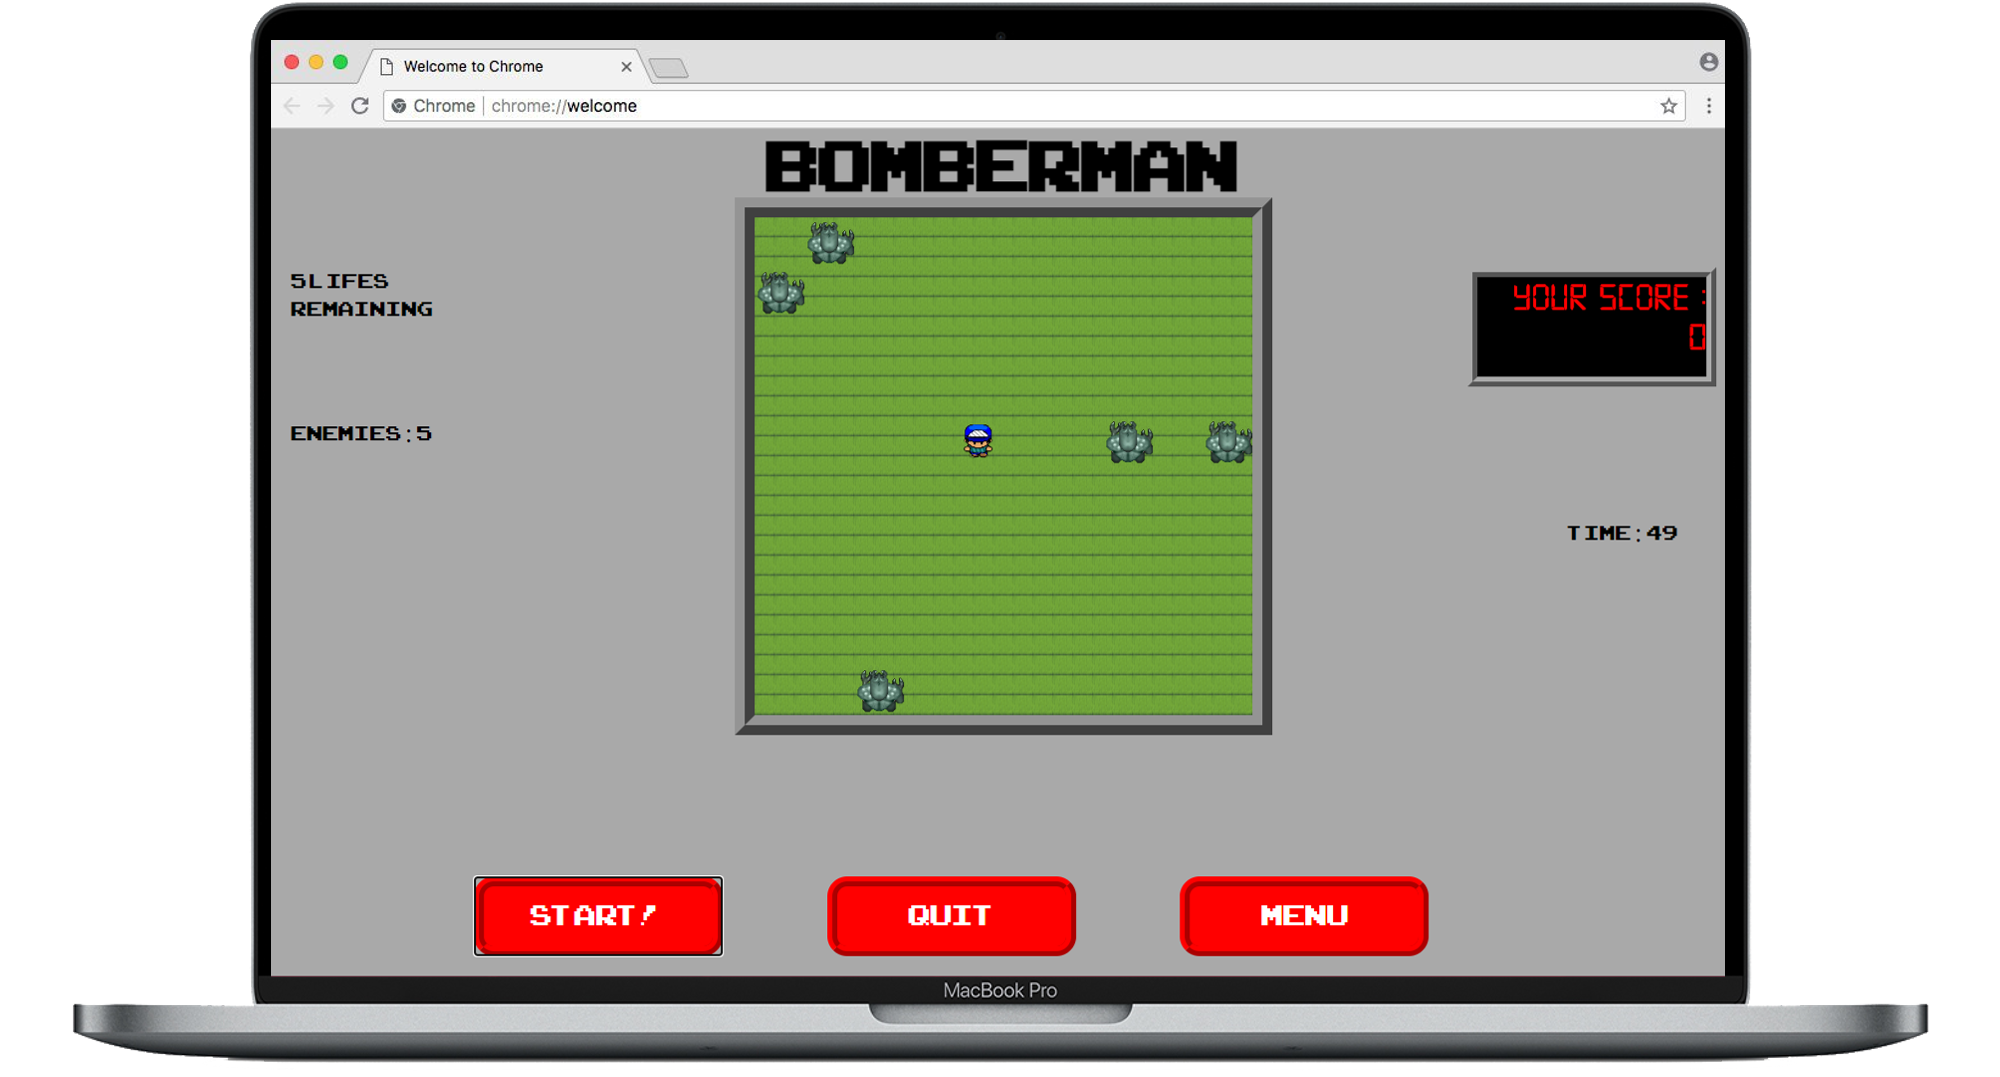 Welcome to Chrome
Chrome | chrome://welcome
BOMBERMAN
5LIFES
REMAINING
YOUR SCORE :
0
ENEMIES:5
TIME:49
START!
QUIT
MENU
MacBook Pro